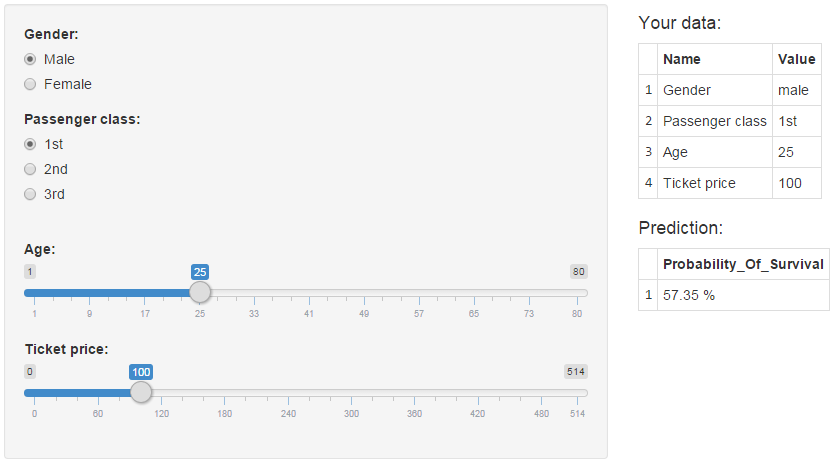 Gender:
Male
Female
Passenger class:
1st
2nd
3rd
Age:
1 25 80
1 9 17 25 33 41 49 57 65 73 80
Ticket price:
0 100 514
0 60 120 180 240 300 360 420 480 514
Your data:
Name Value
1 Gender male
2 Passenger class 1st
3 Age 25
4 Ticket price 100
Prediction:
Probability_Of_Survival
1 57.35 %